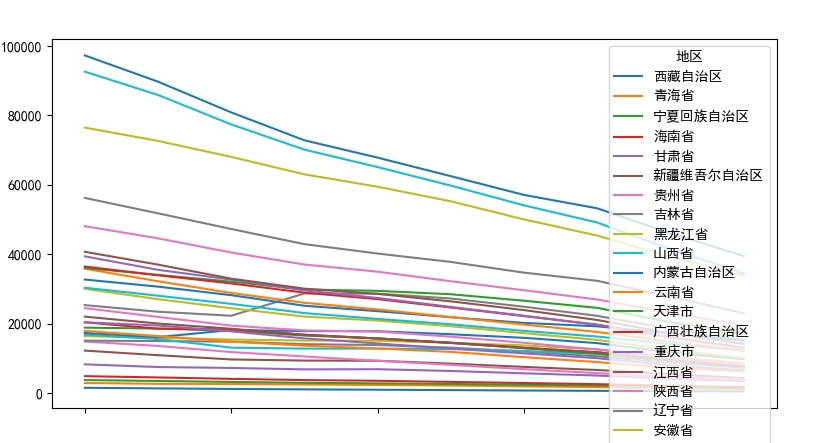 100000
80000
60000
40000
20000
0
地区
西藏自治区
青海省
宁夏回族自治区
海南省
甘肃省
新疆维吾尔自治区
贵州省
吉林省
黑龙江省
山西省
内蒙古自治区
云南省
天津市
广西壮族自治区
重庆市
江西省
陕西省
辽宁省
安徽省